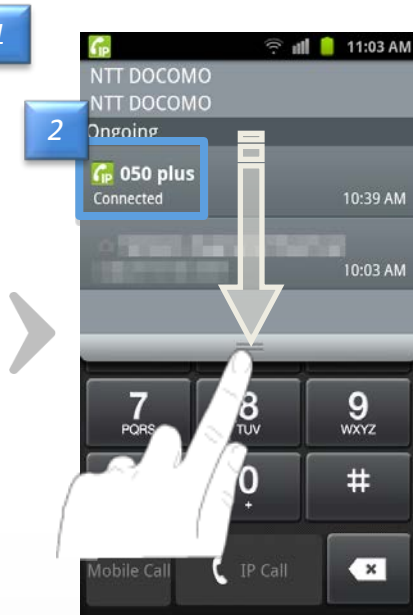 1
11:03 AM
NTT DOCOMO
NTT DOCOMO
2
Ongoing
050 plus
Connected
10:39 AM
10:03 AM
7
PQRS
8
TUV
9
WXYZ
0
+
#
Mobile Call
IP Call